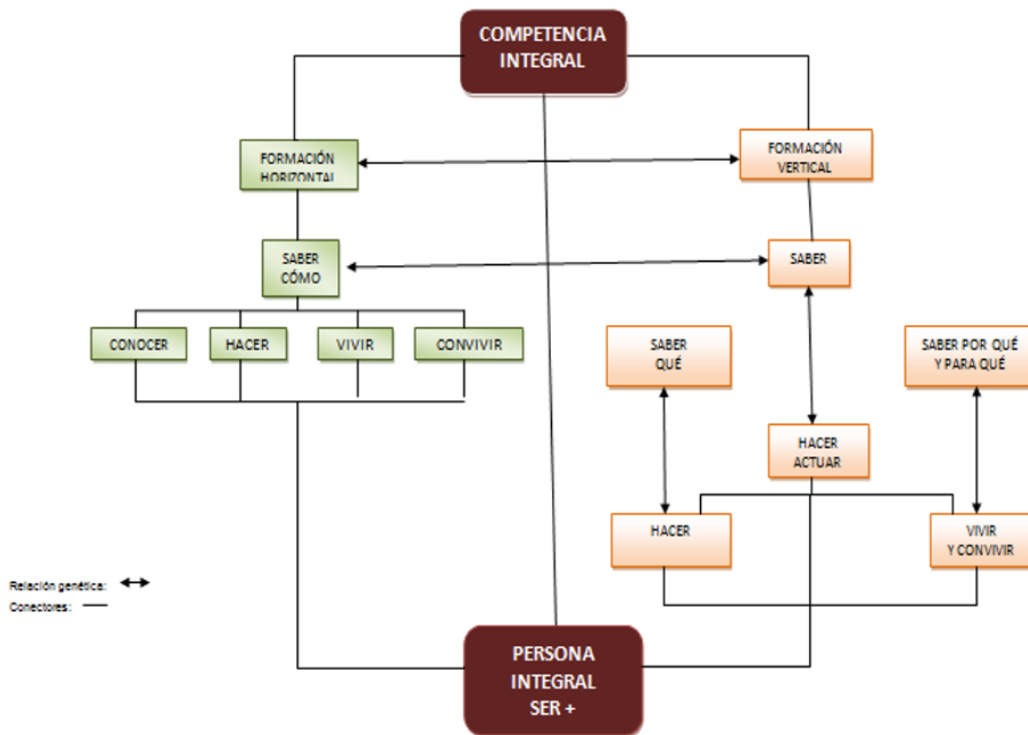 COMPETENCIA
INTEGRAL
FORMACIÓN
HORIZONTAL
FORMACIÓN
VERTICAL
SABER
CÓMO
SABER
CONOCER
HACER
VIVIR
CONVIVIR
SABER
QUÉ
SABER POR QUÉ
Y PARA QUÉ
HACER
ACTUAR
HACER
VIVIR
Y CONVIVIR
Relación genética:
Conectores:
PERSONA
INTEGRAL
SER +